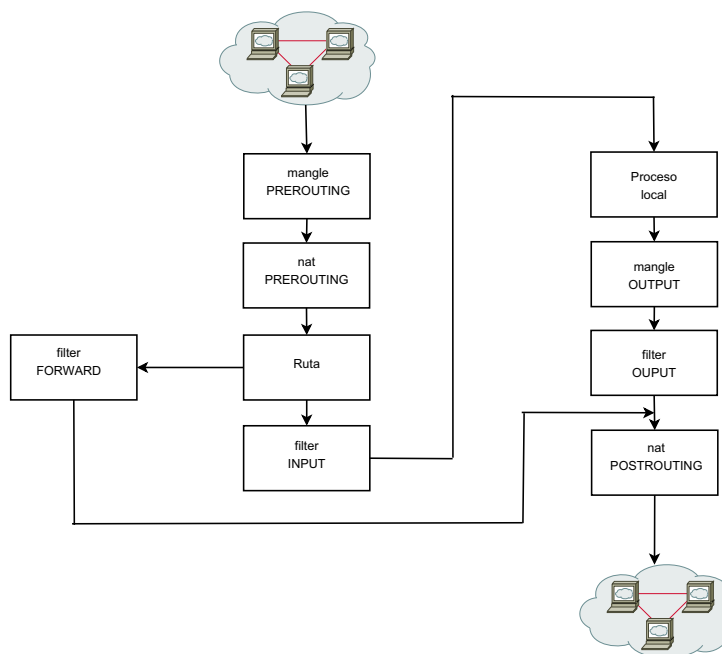 mangle
PREROUTING
nat
PREROUTING
Ruta
filter
FORWARD
filter
INPUT
Proceso
local
mangle
OUTPUT
filter
OUPUT
nat
POSTROUTING